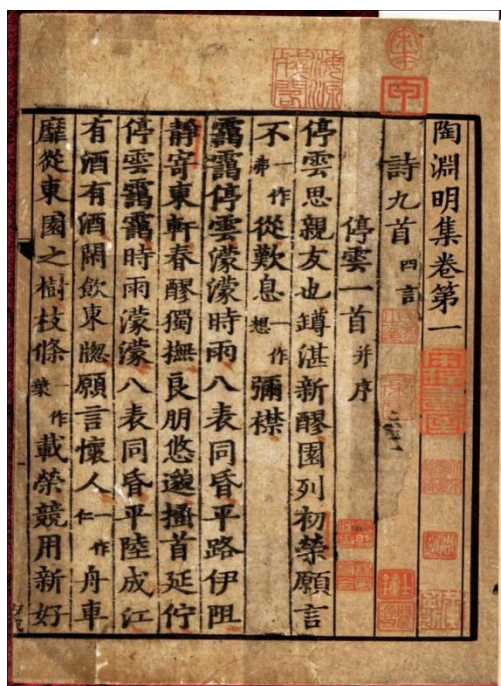 陶淵明集卷第一
詩九首 四言
停雲一首 并序
停雲思親友也罇湛新醪園列初榮願言
不一作弗從歎息一作想彌襟
靄靄停雲濛濛時雨八表同昏平路伊阻
靜寄東軒春醪獨撫良朋悠邈搔首延佇
停雲靄靄時雨濛濛八表同昏平陸成江
有酒有酒閑飲東牕願言懷人一作仁舟車
靡從東園之樹枝條一作葉載榮競用新好
宋本
甲